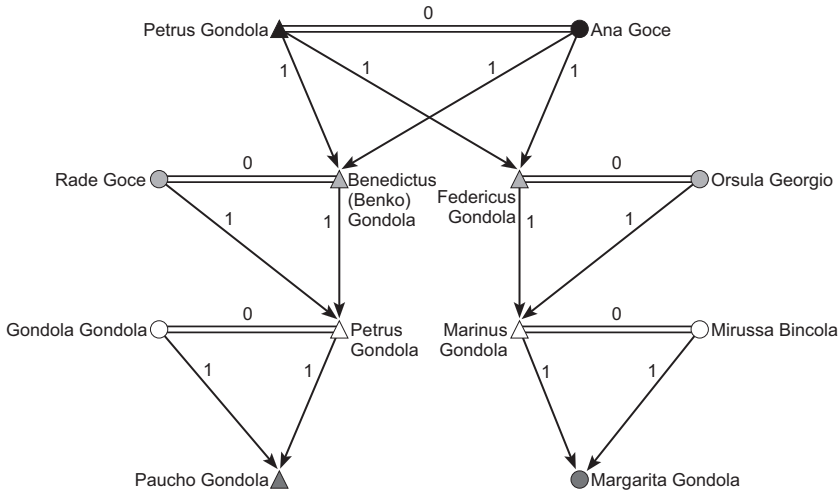 0
Petrus Gondola
Ana Goce
1
1
1
1
0
0
Rade Goce
Benedictus
(Benko)
Gondola
Federicus
Gondola
Orsula Georgio
1
1
1
1
0
0
Gondola Gondola
Petrus
Gondola
Marinus
Gondola
Mirussa Bincola
1
1
1
1
Paucho Gondola
Margarita Gondola